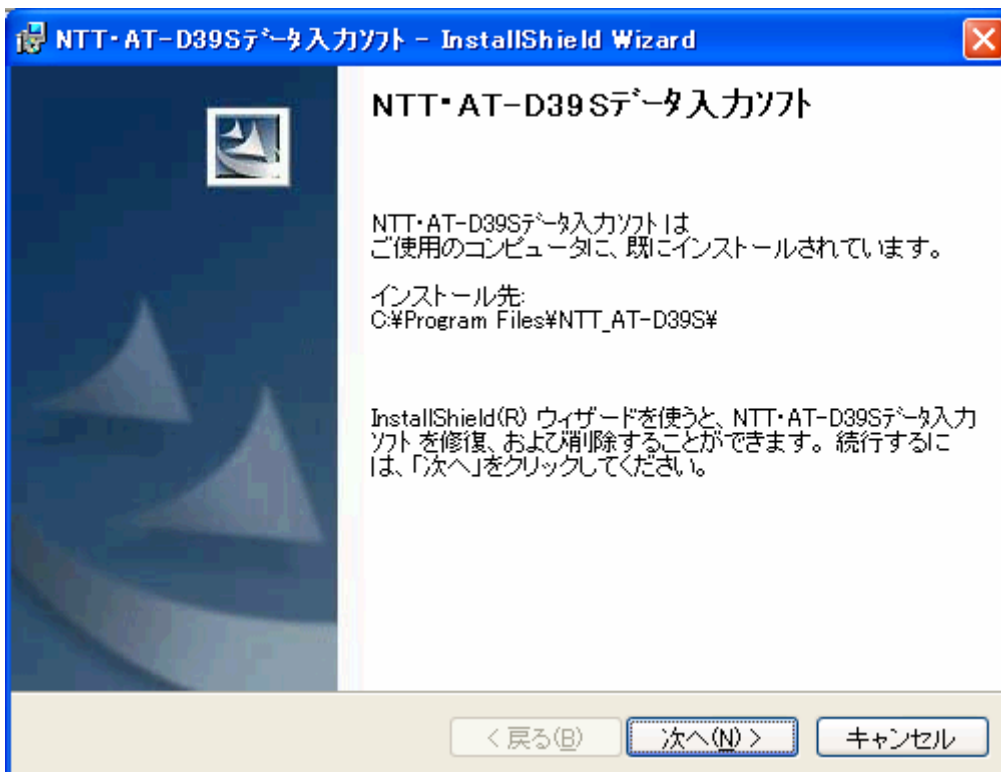 NTT・AT-D39Sﾃﾞｰﾀ入力ｿﾌﾄ - InstallShield Wizard
NTT・AT-D39Sﾃﾞｰﾀ入力ｿﾌﾄ
NTT・AT-D39Sﾃﾞｰﾀ入力ｿﾌﾄ は
ご使用のコンピュータに、既にインストールされています。
インストール先:
C:¥Program Files¥NTT_AT-D39S¥
InstallShield(R) ウィザードを使うと、NTT・AT-D39Sﾃﾞｰﾀ入力
ｿﾌﾄ を修復、および削除することができます。続行するに
は、「次へ」をクリックしてください。
< 戻る(B) 次へ(N) > キャンセル